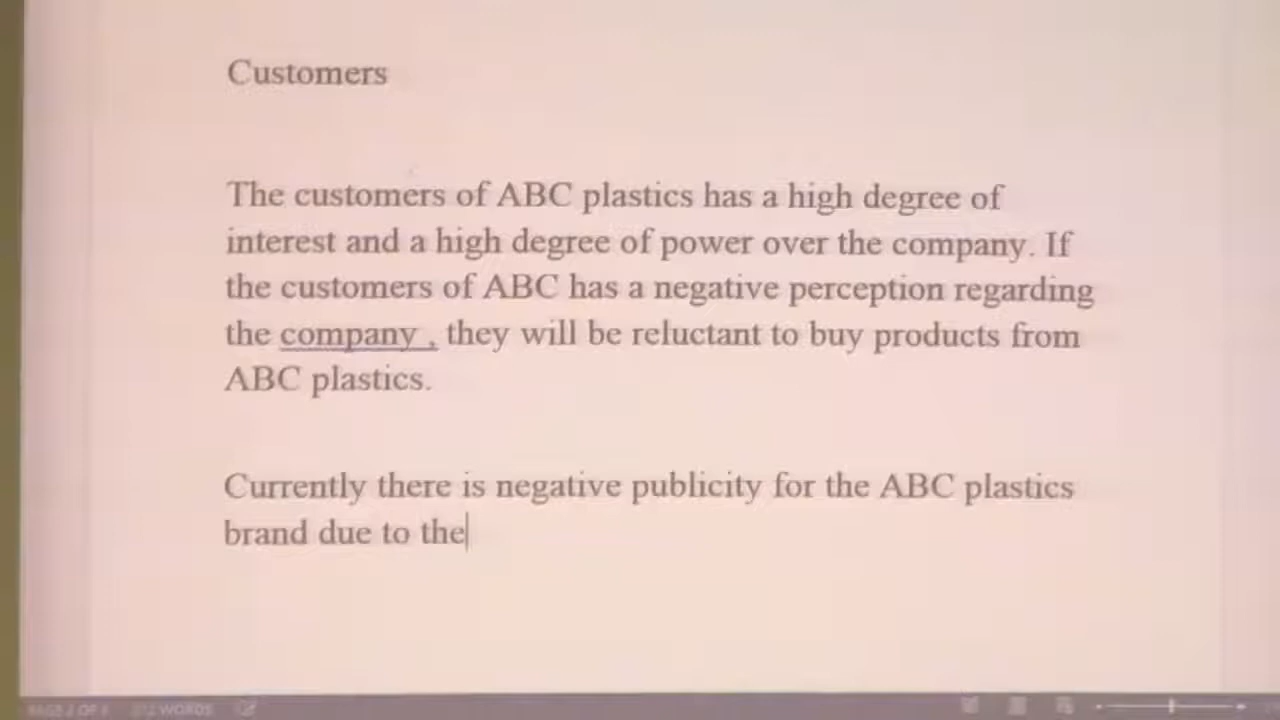 Customers
The customers of ABC plastics has a high degree of
interest and a high degree of power over the company. If
the customers of ABC has a negative perception regarding
the company , they will be reluctant to buy products from
ABC plastics.
Currently there is negative publicity for the ABC plastics
brand due to the
WORDS